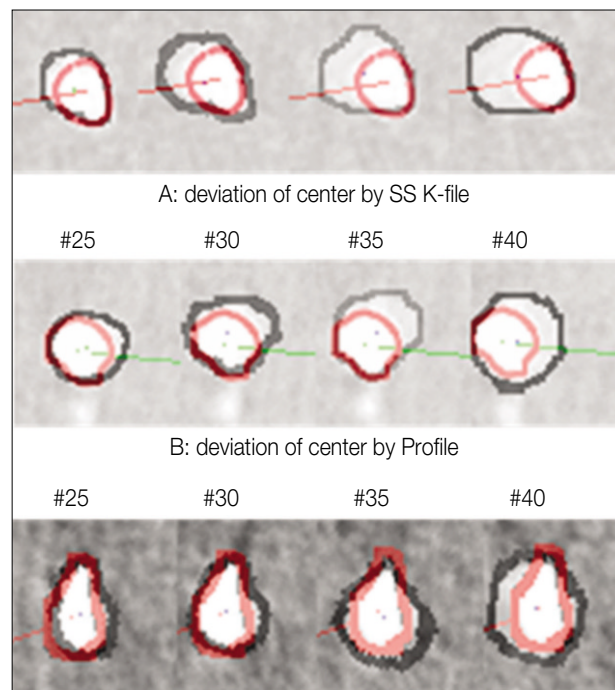 A: deviation of center by SS K-file
#25 #30 #35 #40
B: deviation of center by Profile
#25 #30 #35 #40